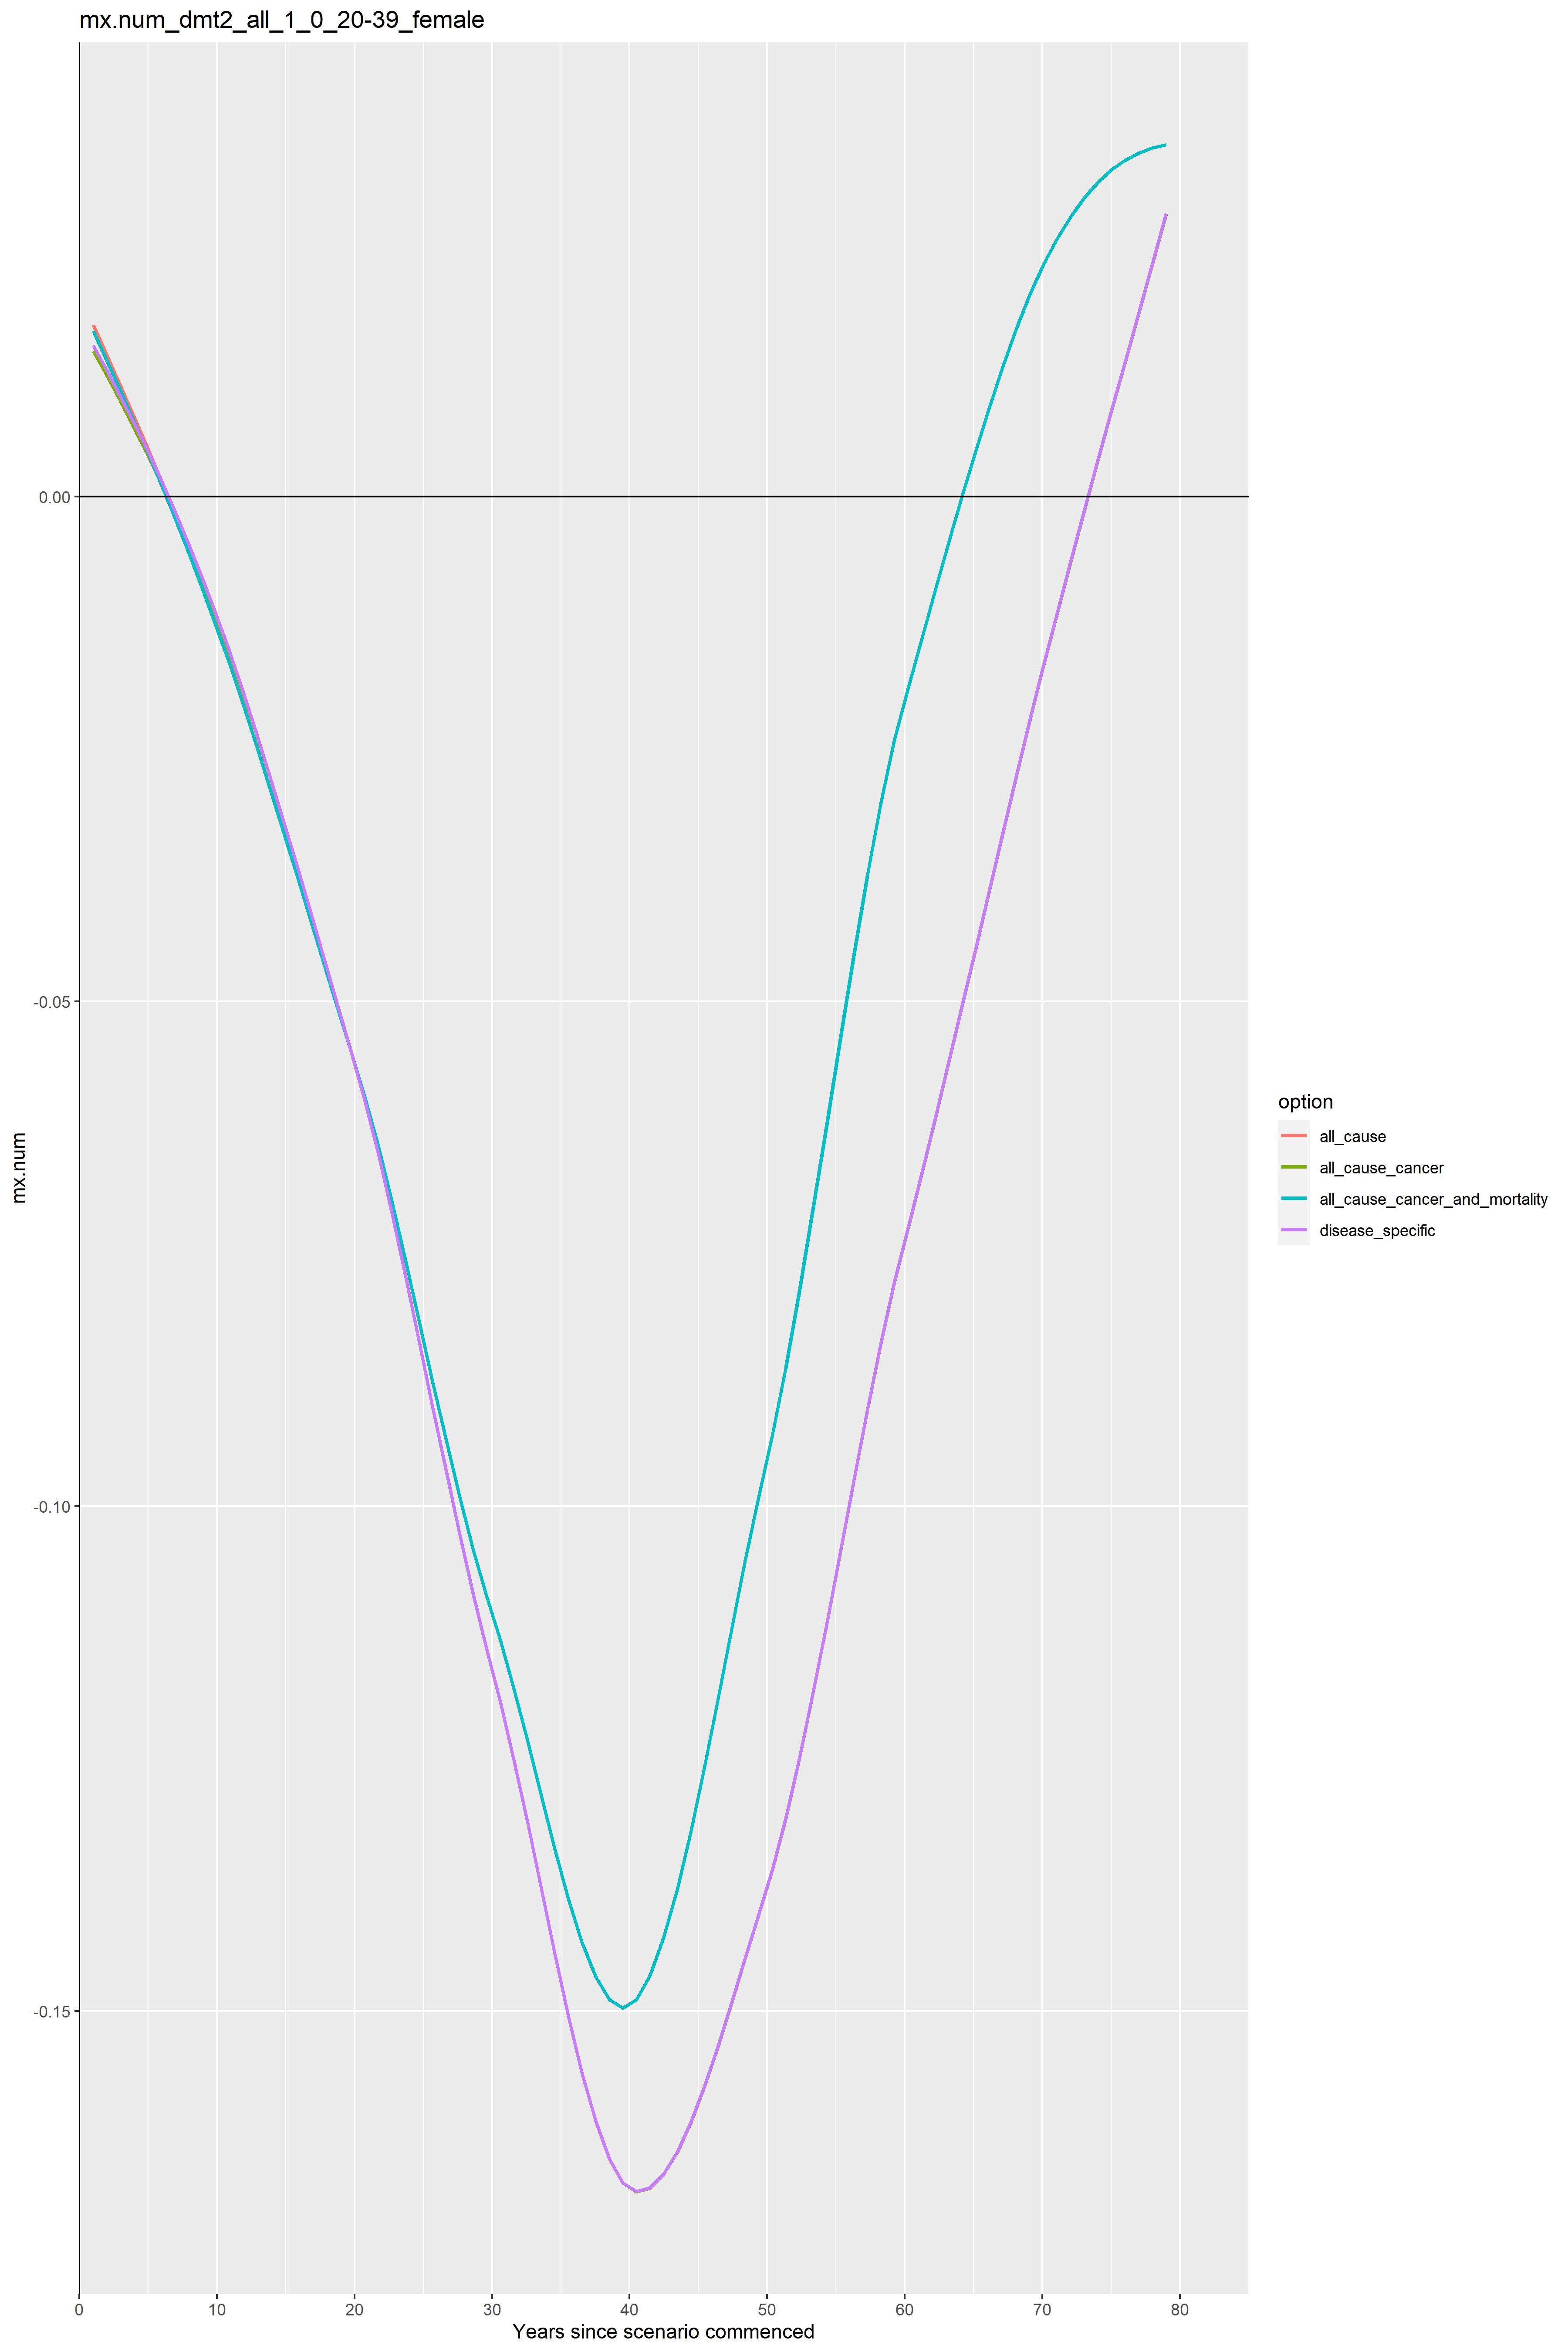 mx.num_dmt2_all_1_0_20-39_female
mx.num
0.00
-0.05
-0.10
-0.15
0 10 20 30 40 50 60 70 80
Years since scenario commenced
option
all_cause
all_cause_cancer
all_cause_cancer_and_mortality
disease_specific